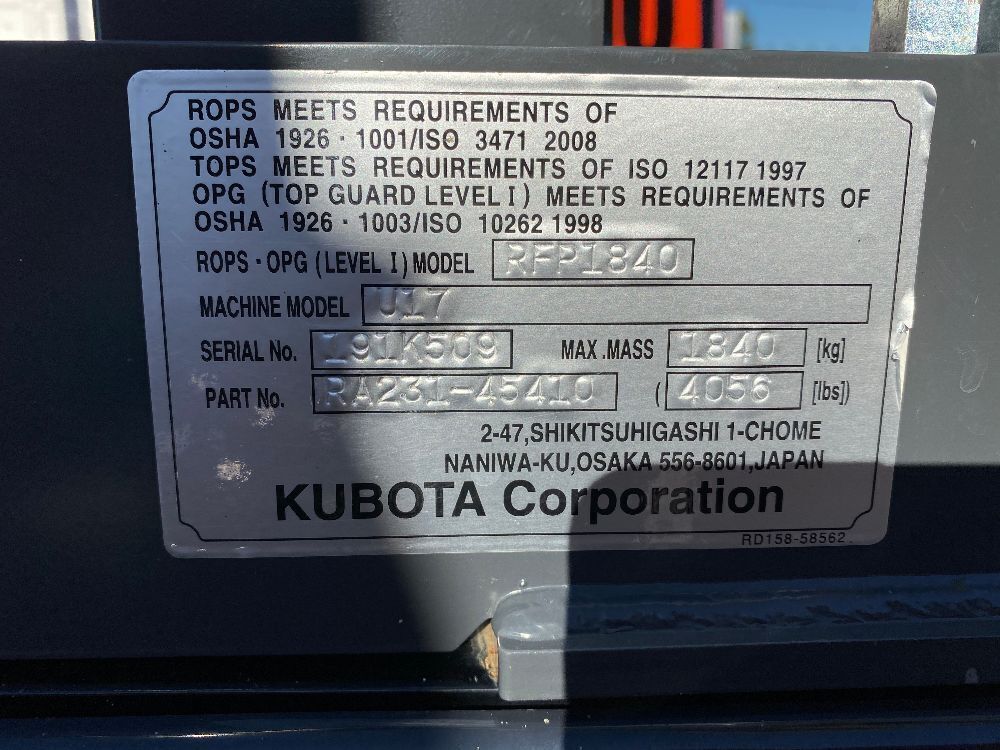 ROPS MEETS REQUIREMENTS OF
OSHA 1926 · 1001/ISO 3471 2008
TOPS MEETS REQUIREMENTS OF ISO 12117 1997
OPG (TOP GUARD LEVEL I) MEETS REQUIREMENTS OF
OSHA 1926 · 1003/ISO 10262 1998
ROPS · OPG (LEVEL I) MODEL RFP1840
MACHINE MODEL U17
SERIAL No. 191K509 MAX .MASS 1840 [kg]
PART No. RA231-45410 ( 4056 [lbs])
2-47,SHIKITSUHIGASHI 1-CHOME
NANIWA-KU,OSAKA 556-8601,JAPAN
KUBOTA Corporation
RD158-58562